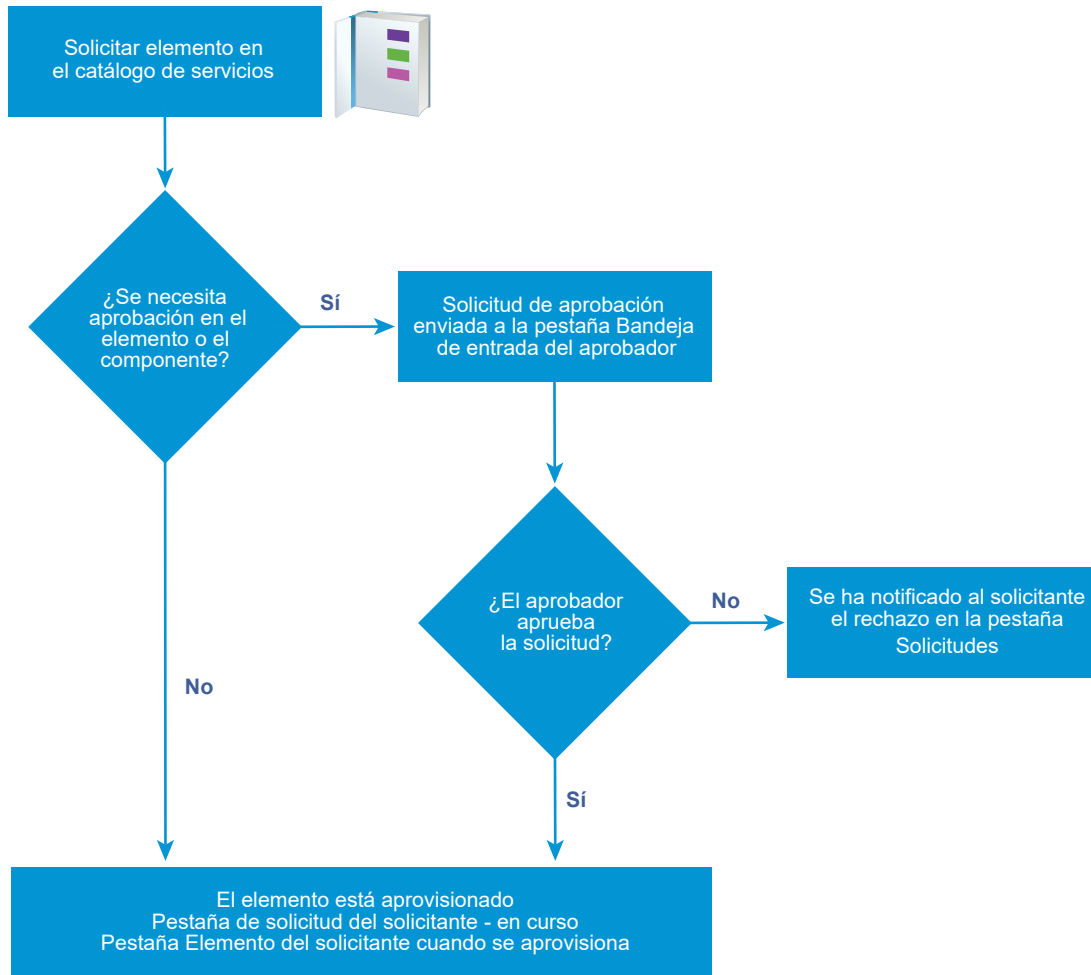 Solicitar elemento en
el catálogo de servicios
¿Se necesita
aprobación en el
elemento o el
componente?
Sí
Solicitud de aprobación
enviada a la pestaña Bandeja
de entrada del aprobador
¿El aprobador
aprueba
la solicitud?
No
Se ha notificado al solicitante
el rechazo en la pestaña
Solicitudes
No
Sí
El elemento está aprovisionado
Pestaña de solicitud del solicitante - en curso
Pestaña Elemento del solicitante cuando se aprovisiona